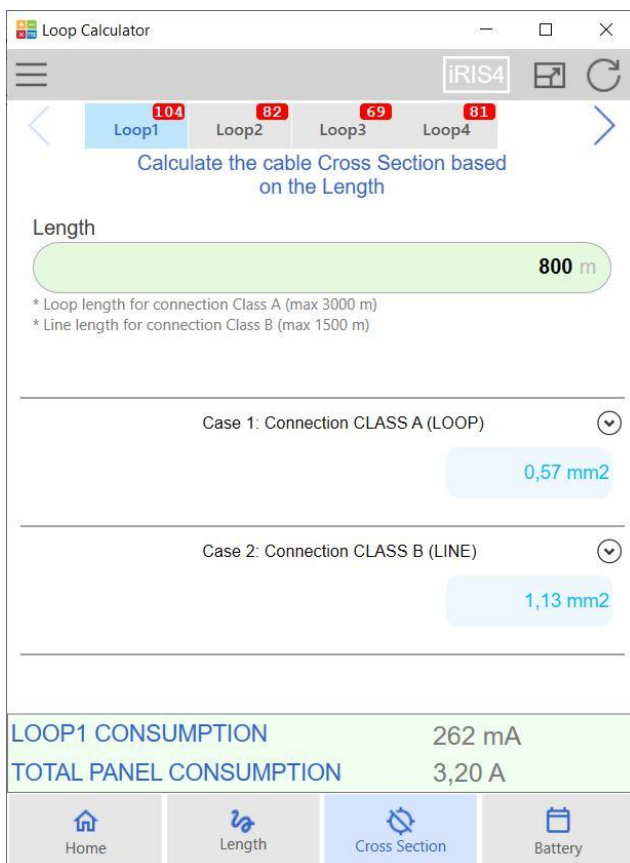 Loop Calculator
iRIS4
104 82 69 81
Loop1 Loop2 Loop3 Loop4
Calculate the cable Cross Section based
on the Length
Length
800 m
* Loop length for connection Class A (max 3000 m)
* Line length for connection Class B (max 1500 m)
Case 1: Connection CLASS A (LOOP)
0,57 mm2
Case 2: Connection CLASS B (LINE)
1,13 mm2
LOOP1 CONSUMPTION 262 mA
TOTAL PANEL CONSUMPTION 3,20 A
Home Length Cross Section Battery